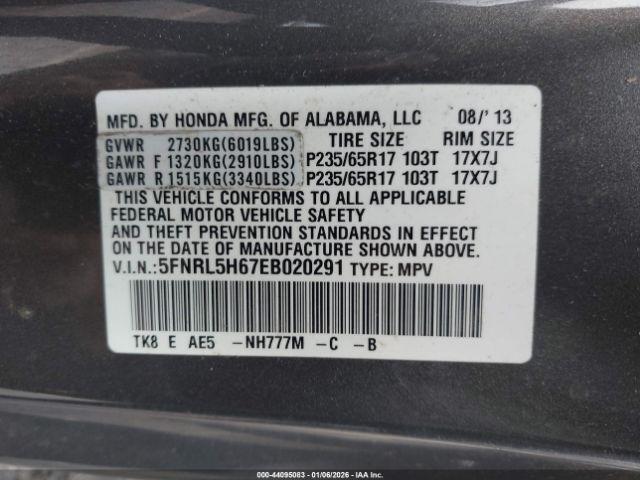 MFD. BY HONDA MFG. OF ALABAMA, LLC 08/'13
GVWR 2730KG(6019LBS) TIRE SIZE RIM SIZE
GAWR F 1320KG(2910LBS) P235/65R17 103T 17X7J
GAWR R 1515KG(3340LBS) P235/65R17 103T 17X7J
THIS VEHICLE CONFORMS TO ALL APPLICABLE
FEDERAL MOTOR VEHICLE SAFETY
AND THEFT PREVENTION STANDARDS IN EFFECT
ON THE DATE OF MANUFACTURE SHOWN ABOVE.
V.I.N.:5FNRL5H67EB020291 TYPE: MPV
TK8 E AE5 -NH777M -C -B
000-44095083 - 01/06/2026 - IAA Inc.